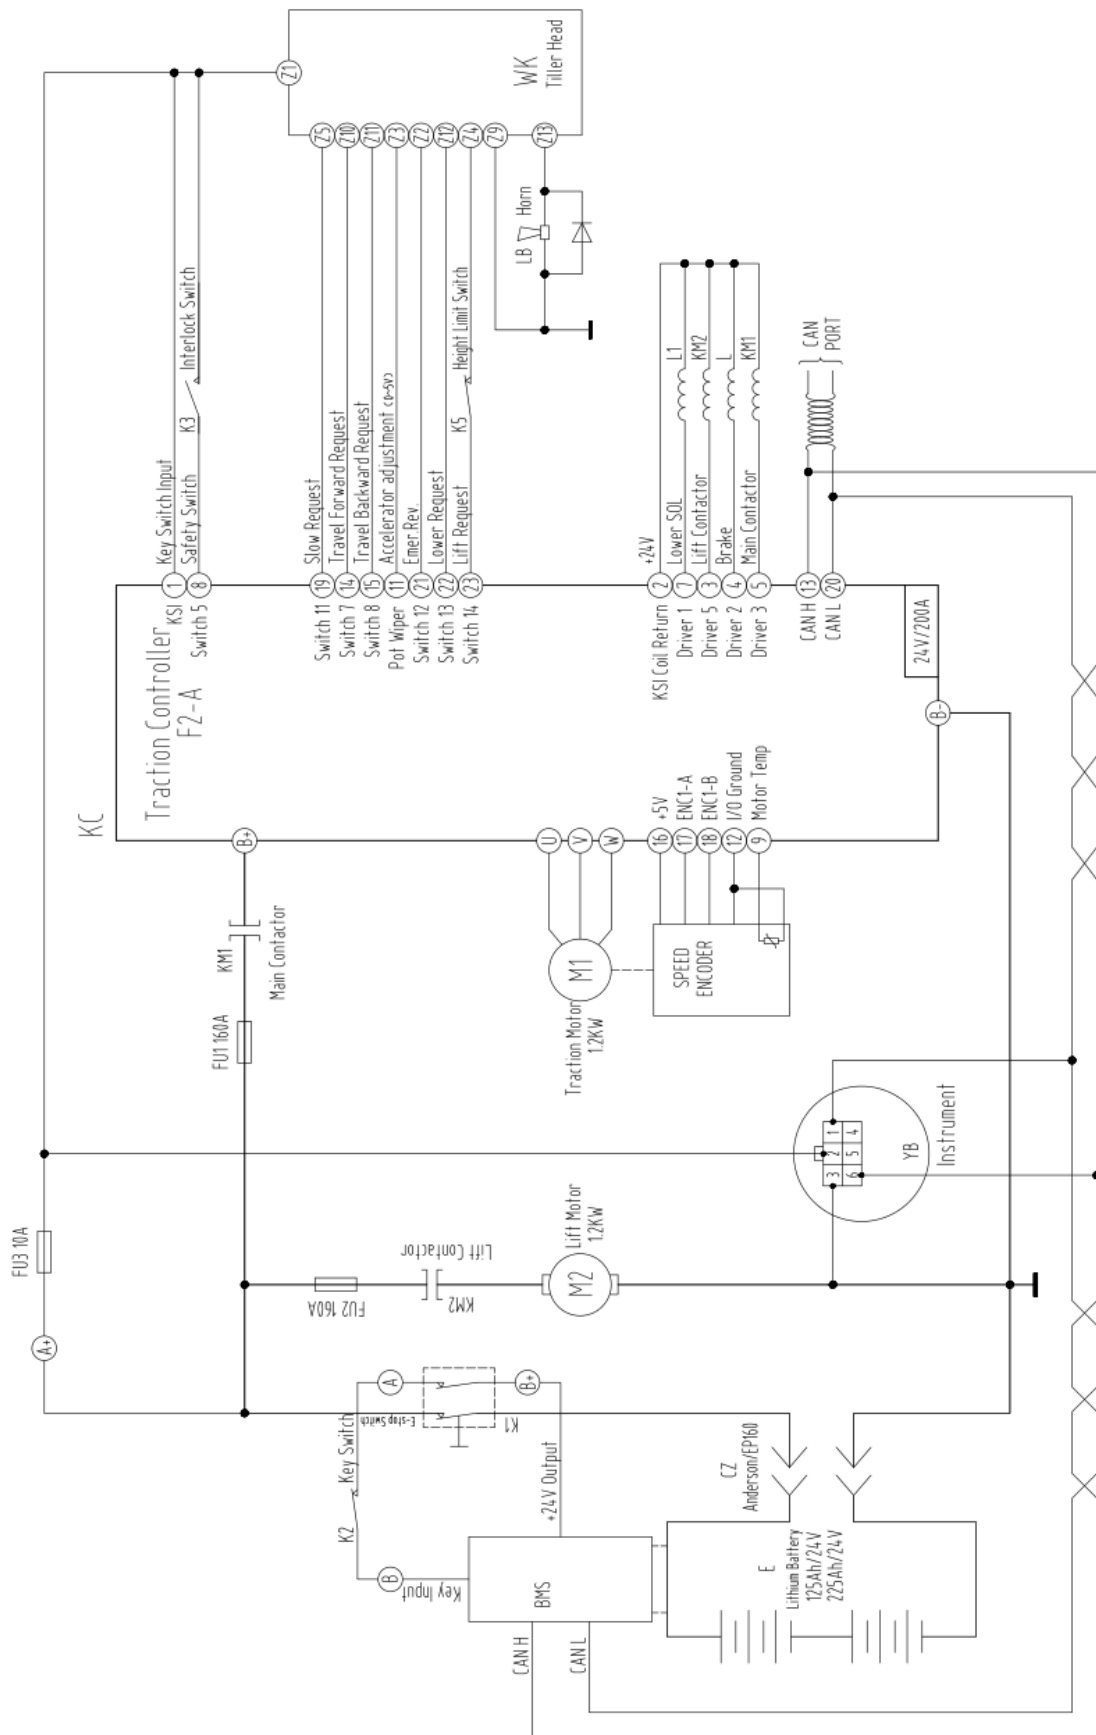 WK
Tiller Head
Z1
Z5
Z10
Z11
Z3
Z2
Z12
Z4
Z9
Z13
LB
Horn
Key Switch Input
Safety Switch
K3
Interlock Switch
Slow Request
Travel Forward Request
Travel Backward Request
Accelerator adjustment (0~5V)
Emer.Rev.
Lower Request
Lift Request
K5
Height Limit Switch
+24V
Lower SOL
L1
Lift Contactor
KM2
Brake
L
Main Contactor
KM1
CAN
PORT
KC
Traction Controller
F2-A
1
KSI
8
Switch 5
19
Switch 11
14
Switch 7
15
Switch 8
11
Pot Wiper
21
Switch 12
22
Switch 13
23
Switch 14
2
KSI Coil Return
7
Driver 1
3
Driver 5
4
Driver 2
5
Driver 3
13
CAN H
20
CAN L
24V/200A
B-
B+
U
V
W
16
+5V
17
ENC1-A
18
ENC1-B
12
I/O Ground
9
Motor Temp
KM1
Main Contactor
FU1 160A
M1
Traction Motor
1.2KW
SPEED
ENCODER
FU3 10A
A+
FU2 160A
KM2
Lift Contactor
M2
Lift Motor
1.2KW
1
2
3
4
5
6
YB
Instrument
A
B+
E-stop Switch
K1
Key Switch
K2
B
Key Input
+24V Output
BMS
CAN H
CAN L
CZ
Anderson/EP160
E
Lithium Battery
125Ah/24V
225Ah/24V